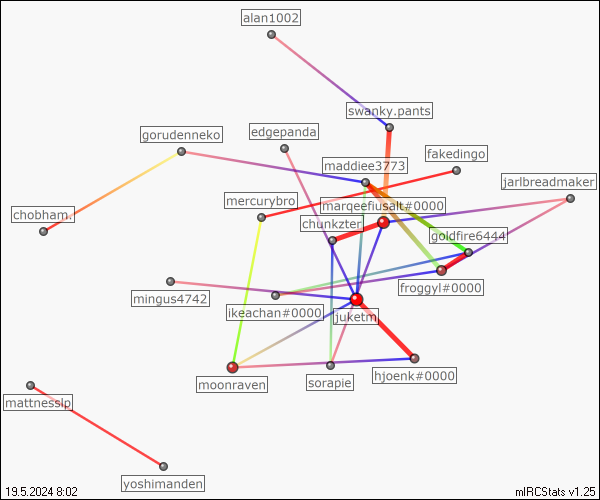 alan1002
swanky.pants
gorudenneko
edgepanda
fakedingo
maddiee3773
jarlbreadmaker
mercurybro
marqeefiusalt#0000
chobham
chunkzter
goldfire6444
froggyl#0000
mingus4742
ikeachan#0000
juketm
moonraven
sorapie
hjoenk#0000
mattnesslp
yoshimanden
19.5.2024 8:02
mIRCStats v1.25